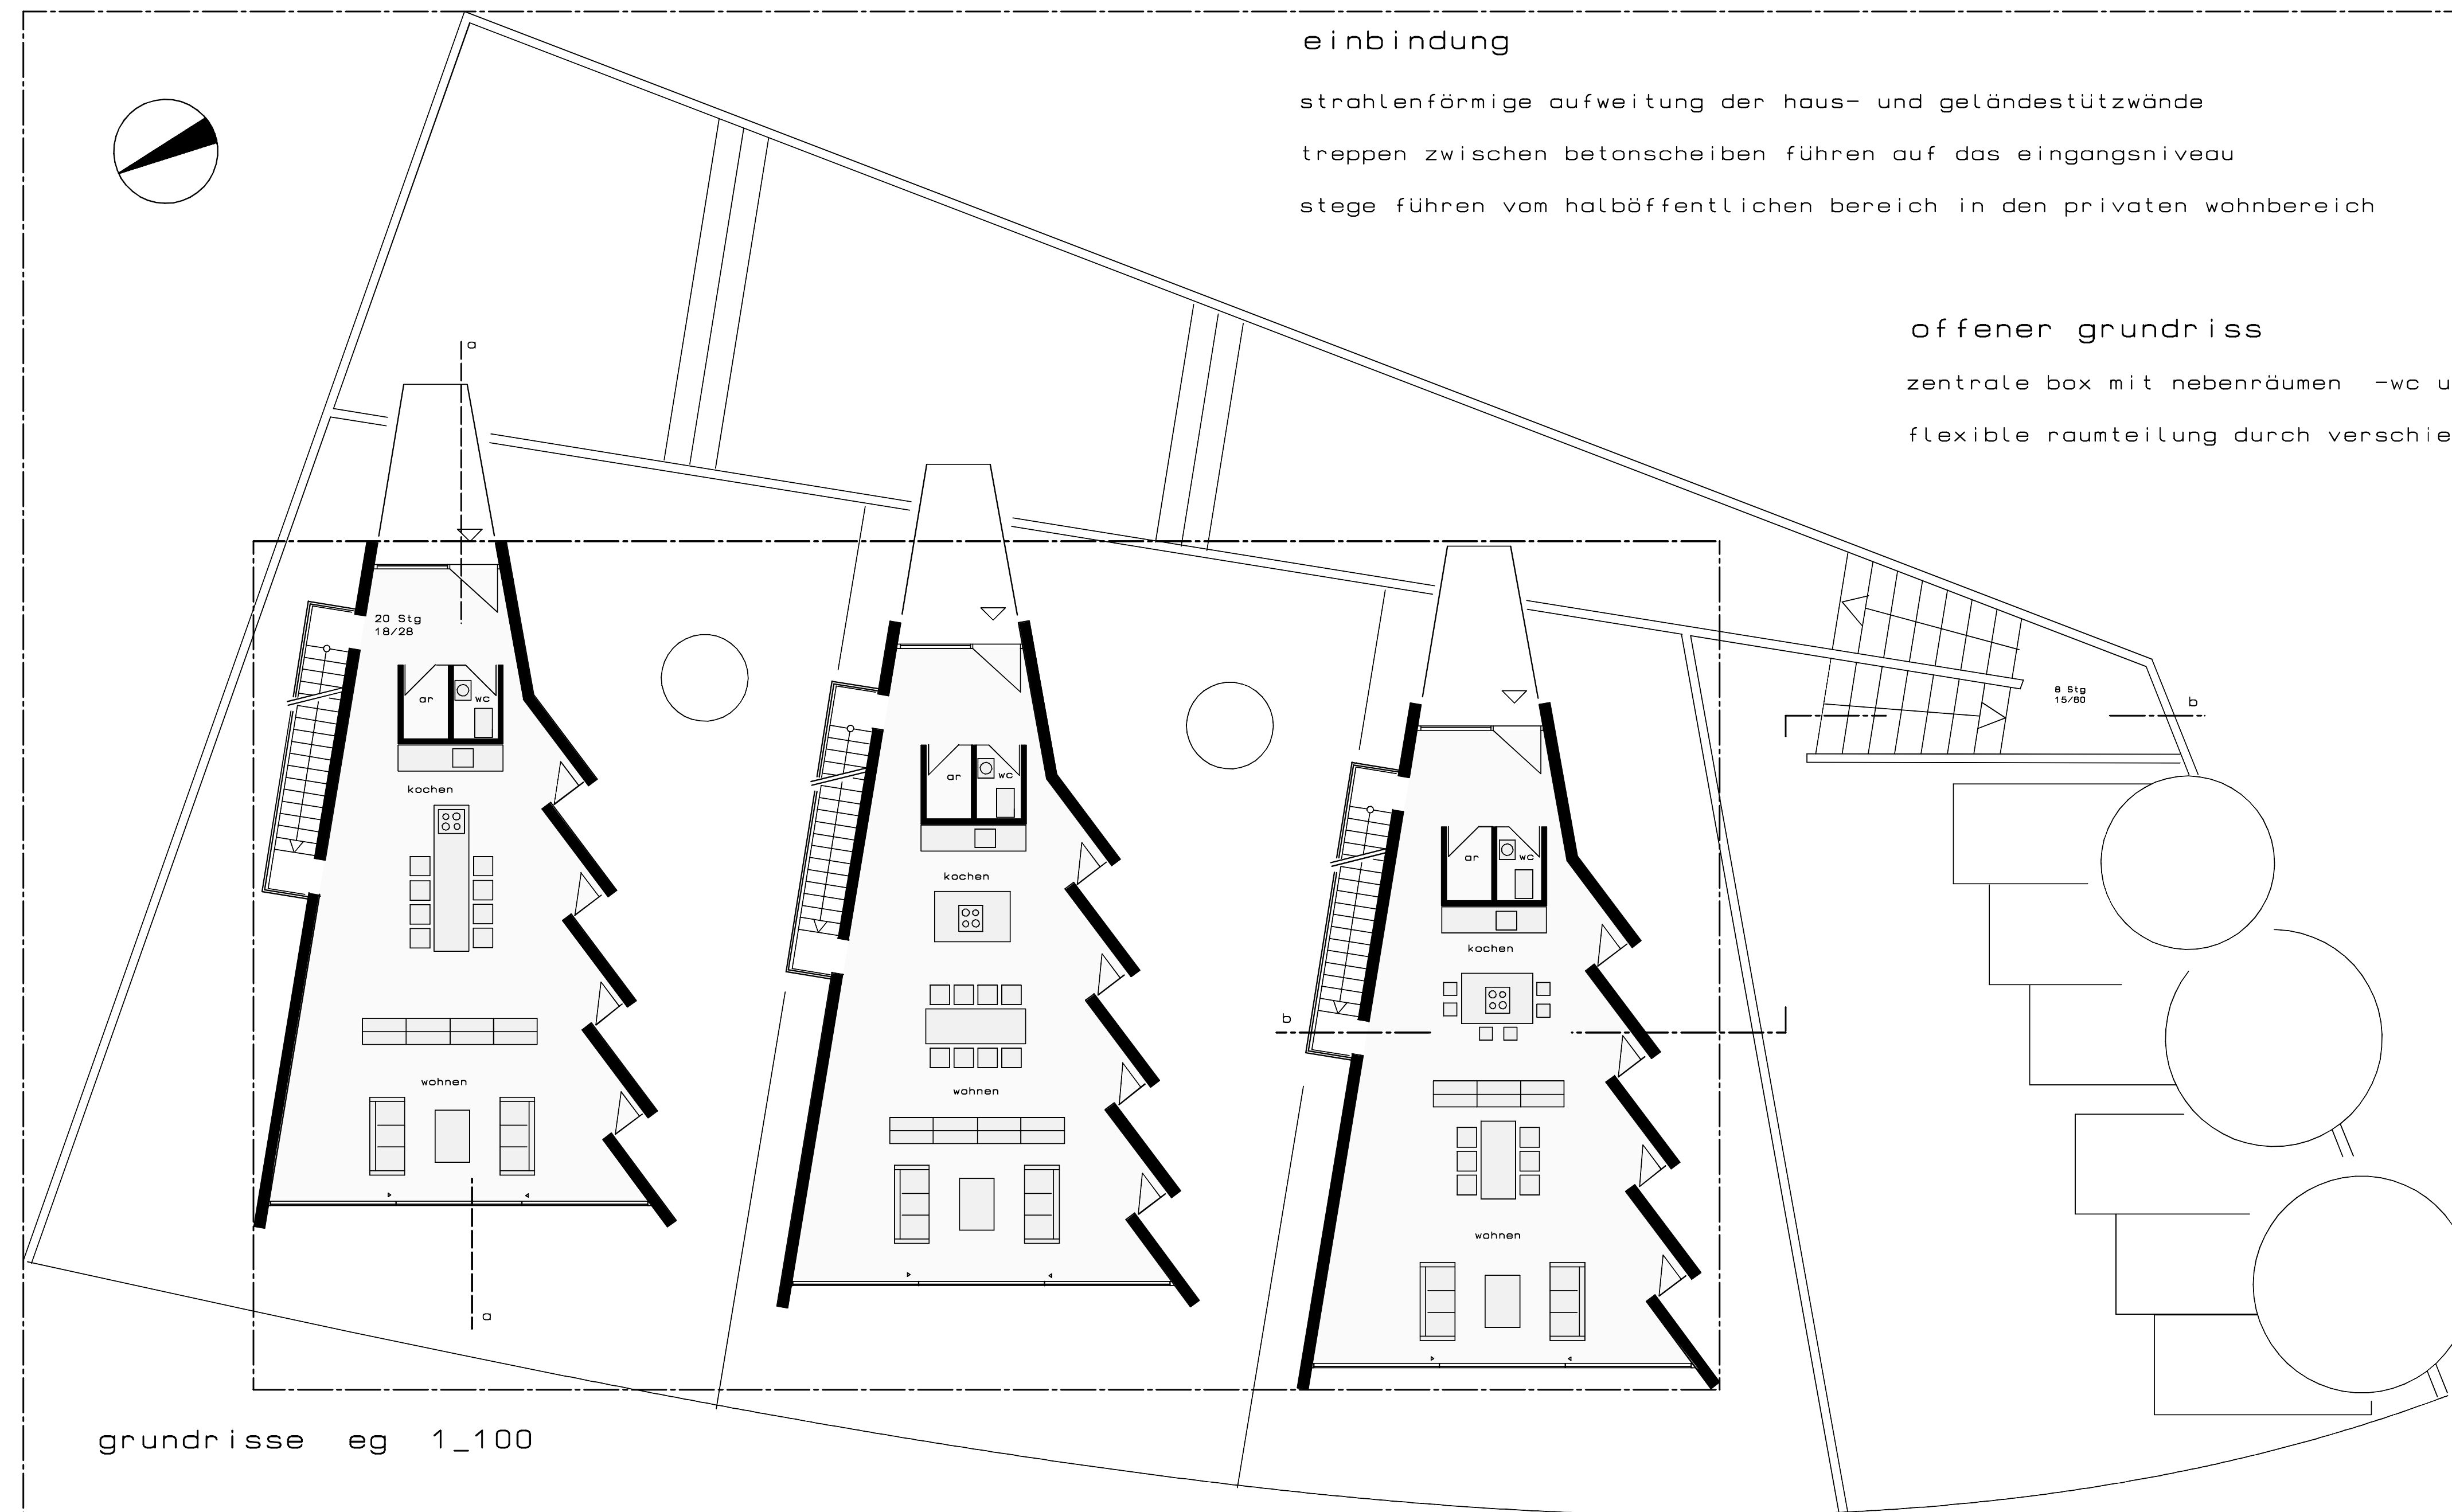 einbindung
strahlenförmige aufweitung der haus- und geländestützwände
treppen zwischen betonscheiben führen auf das eingangsniveau
stege führen vom halböffentlichen bereich in den privaten wohnbereich
offener grundriss
zentrale box mit nebenräumen -wc u
flexible raumteilung durch verschie
a
20 Stg
18/28
ar
wc
kochen
wohnen
a
ar
wc
kochen
wohnen
ar
wc
kochen
b
wohnen
8 Stg
15/80
b
grundrisse eg 1_100